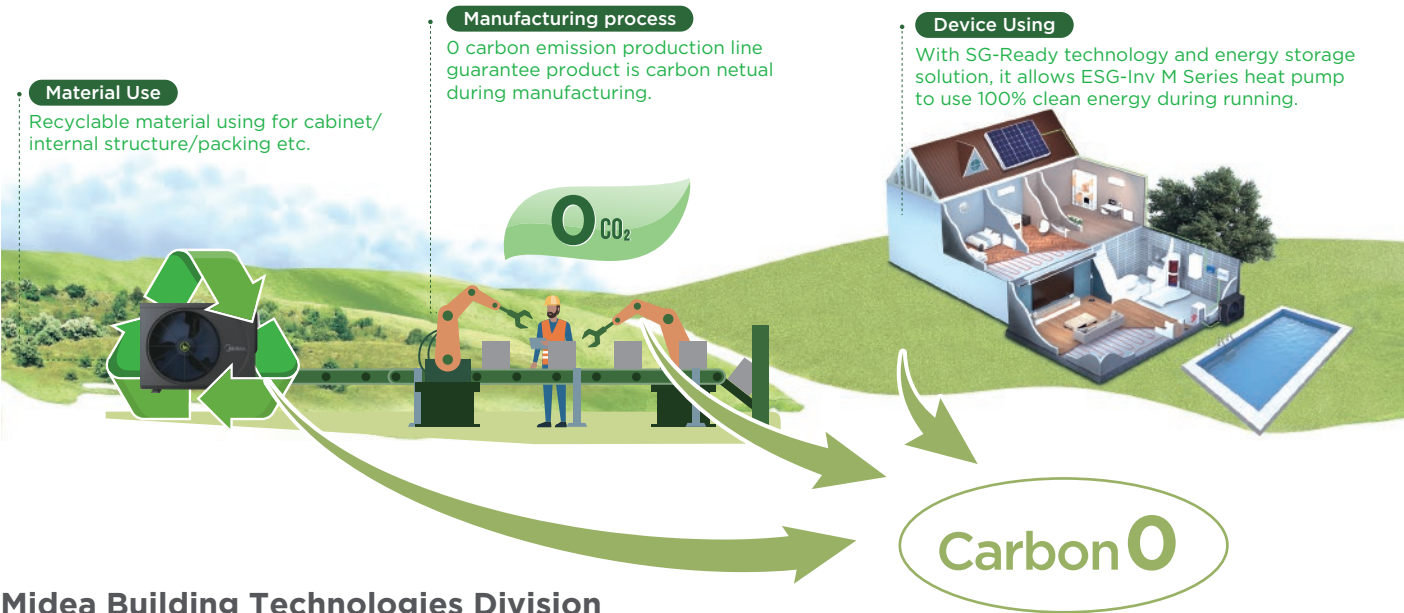 Material Use
Recyclable material using for cabinet/
internal structure/packing etc.
Manufacturing process
0 carbon emission production line
guarantee product is carbon netual
during manufacturing.
Device Using
With SG-Ready technology and energy storage
solution, it allows ESG-Inv M Series heat pump
to use 100% clean energy during running.
0 CO₂
Midea
Carbon 0
Midea Building Technologies Division